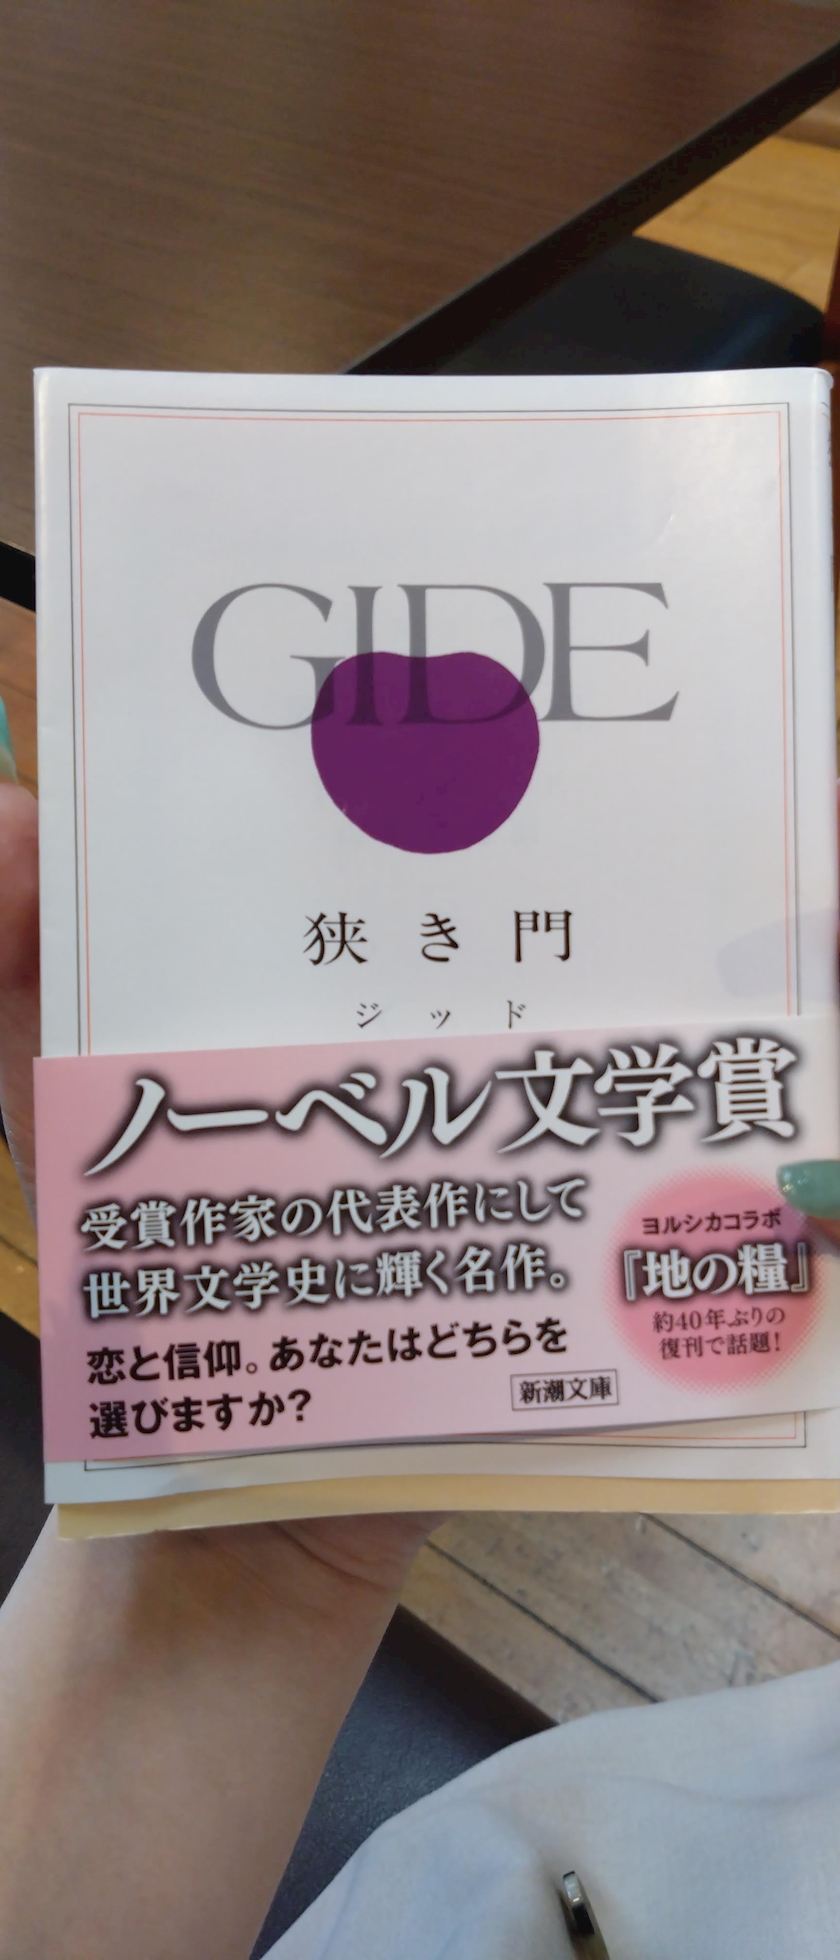 GIDE
狭き門
ジッド
ノーベル文学賞
受賞作家の代表作にして
世界文学史に輝く名作。
恋と信仰。あなたはどちらを
選びますか?
新潮文庫
ヨルシカコラボ
『地の糧』
約40年ぶりの
復刊で話題!